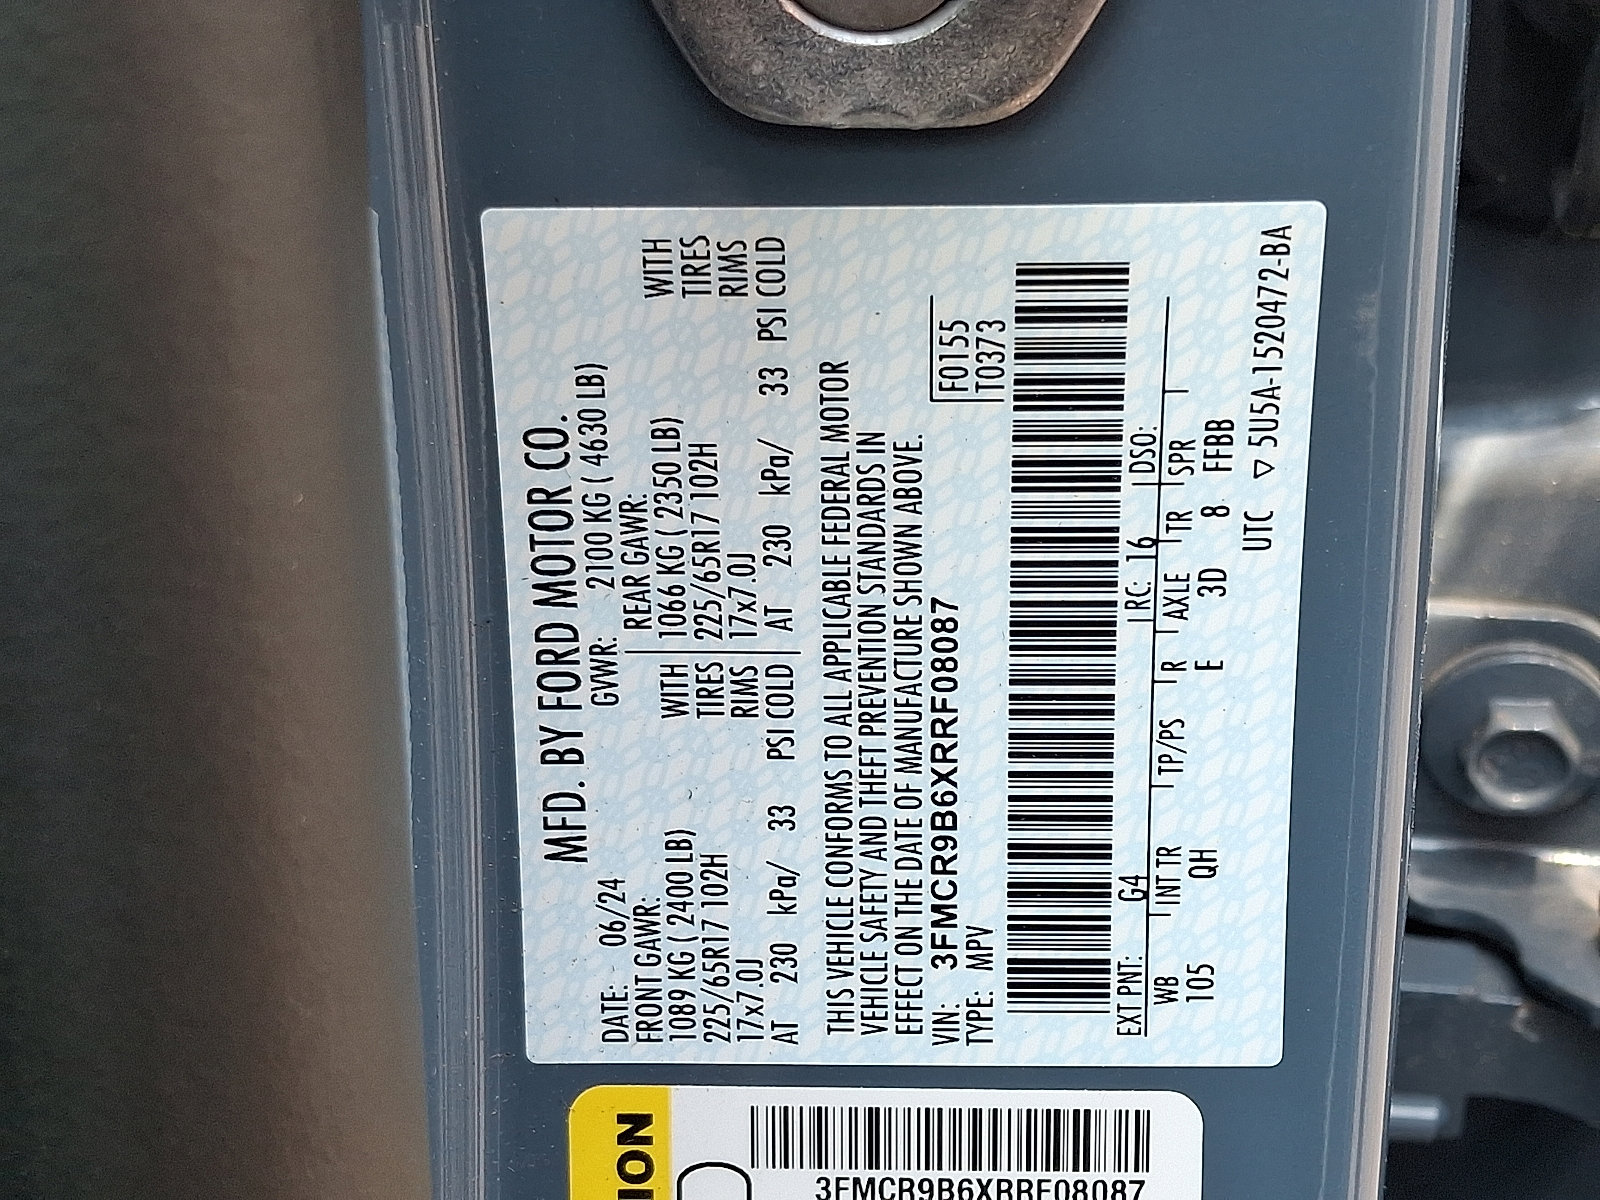 MFD. BY FORD MOTOR CO.
DATE: 06/24 GVWR: 2100 KG ( 4630 LB)
FRONT GAWR: REAR GAWR:
1089 KG ( 2400 LB) WITH 1066 KG ( 2350 LB) WITH
225/65R17 102H TIRES 225/65R17 102H TIRES
17x7.0J RIMS 17x7.0J RIMS
AT 230 kPa/ 33 PSI COLD AT 230 kPa/ 33 PSI COLD
THIS VEHICLE CONFORMS TO ALL APPLICABLE FEDERAL MOTOR
VEHICLE SAFETY AND THEFT PREVENTION STANDARDS IN
EFFECT ON THE DATE OF MANUFACTURE SHOWN ABOVE.
VIN: 3FMCR9B6XRRF08087 F0155
TYPE: MPV T0373
EXT PNT: G4 RC: 16 DSO:
WB INT TR TP/PS R AXLE TR SPR
105 QH E 3D 8 FFBB
UTC ▽ 5U5A-1520472-BA
ION
3FMCR9B6XRRF08087